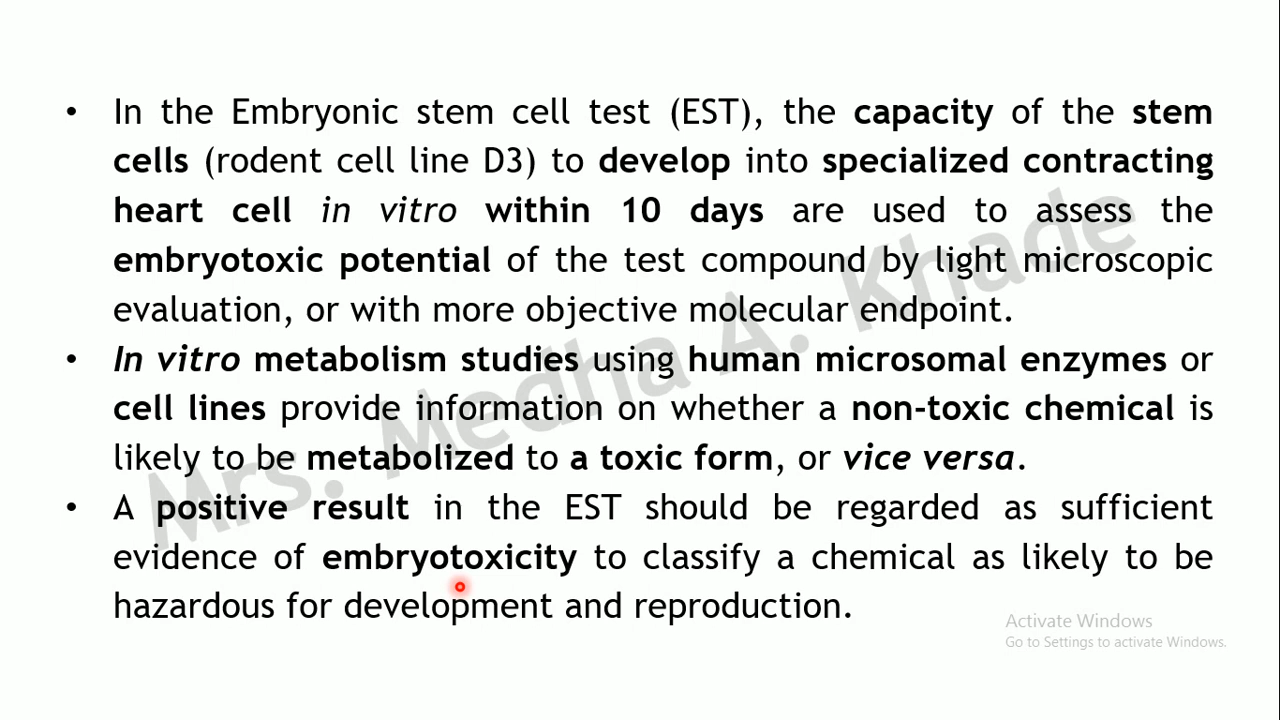 • In the Embryonic stem cell test (EST), the capacity of the stem
cells (rodent cell line D3) to develop into specialized contracting
heart cell in vitro within 10 days are used to assess the
embryotoxic potential of the test compound by light microscopic
evaluation, or with more objective molecular endpoint.
• In vitro metabolism studies using human microsomal enzymes or
cell lines provide information on whether a non-toxic chemical is
likely to be metabolized to a toxic form, or vice versa.
• A positive result in the EST should be regarded as sufficient
evidence of embryotoxicity to classify a chemical as likely to be
hazardous for development and reproduction.
Mrs. Medha A. Khade
Activate Windows
Go to Settings to activate Windows.